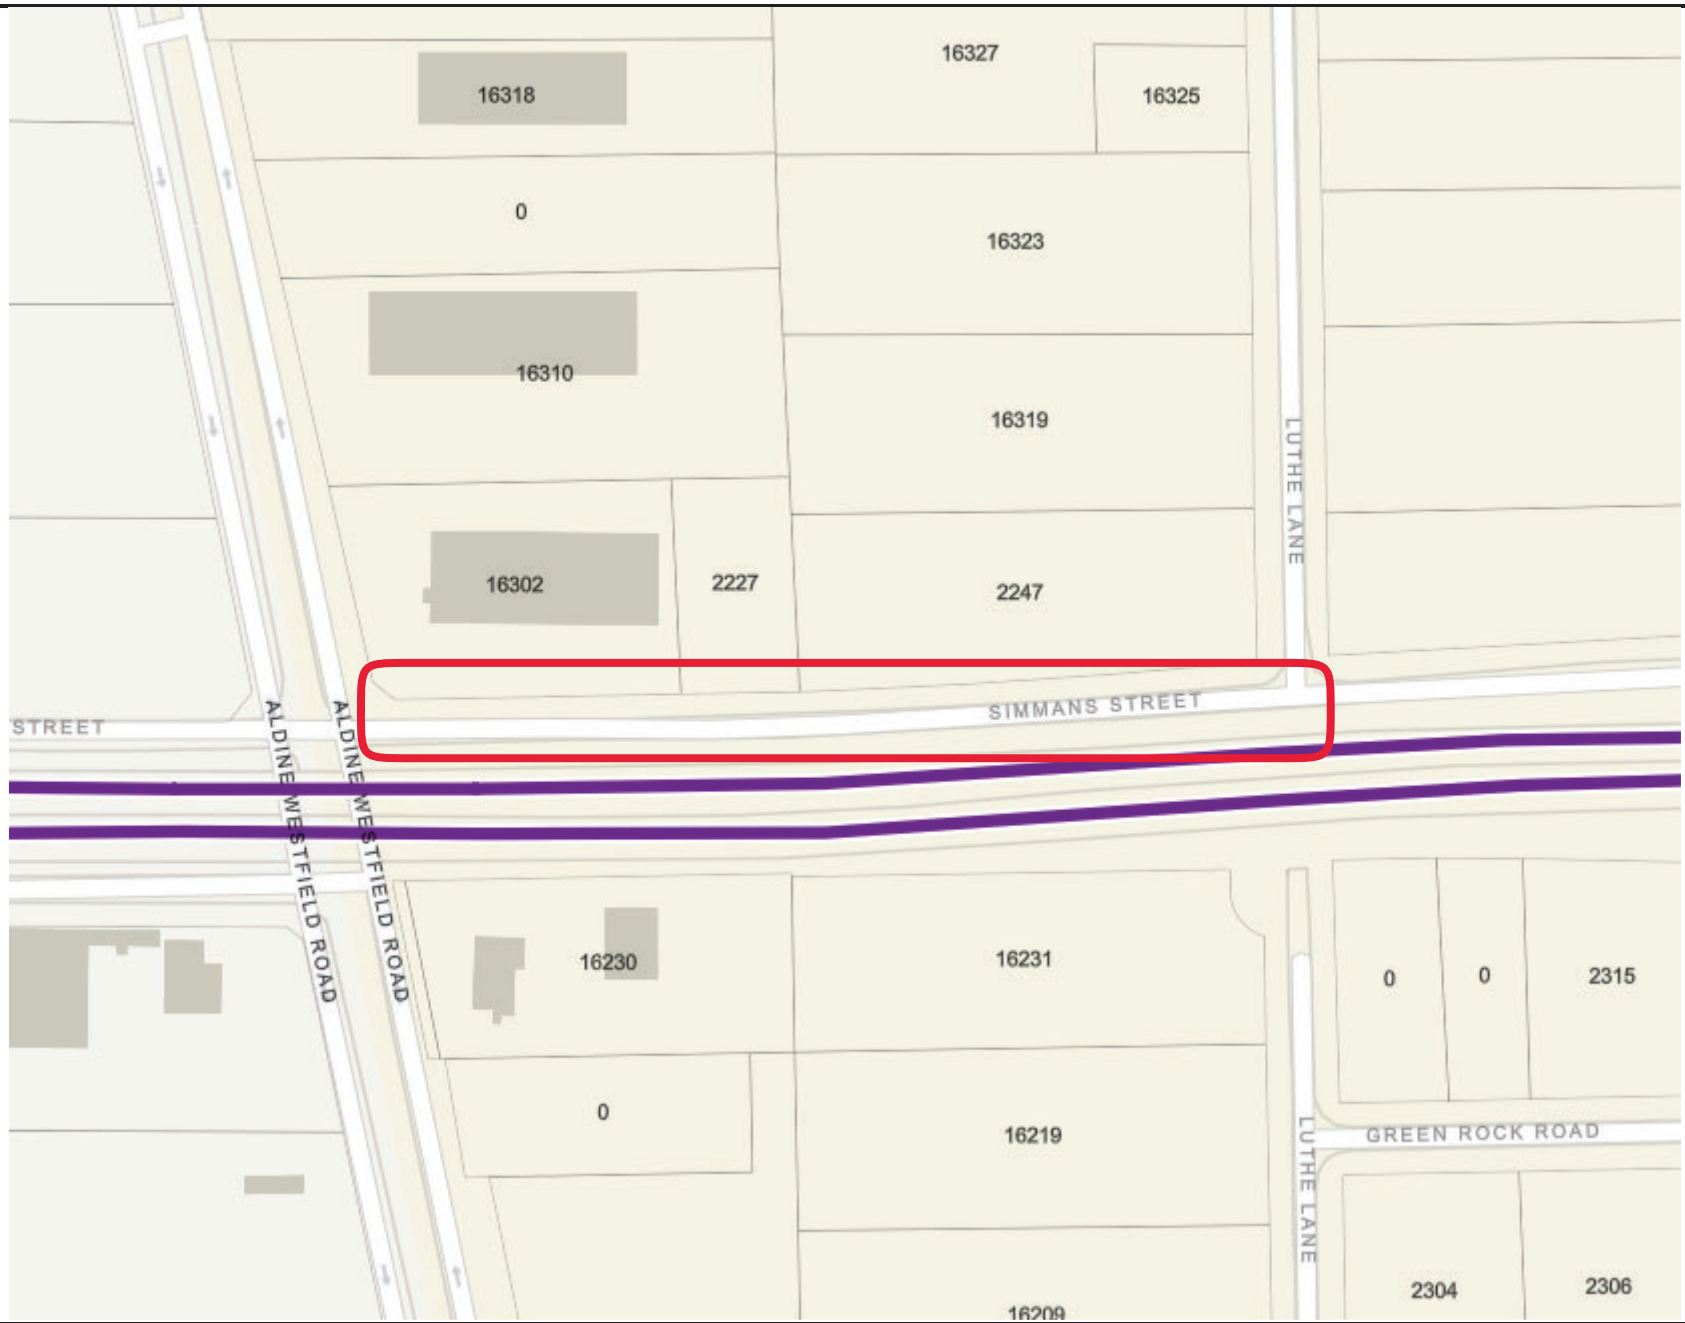 16327
16318
16325
0
16323
16310
16319
LUTHE LANE
16302
2227
2247
SIMMANS STREET
STREET
ALDINE WESTFIELD ROAD
ALDINE WESTFIELD ROAD
16230
16231
0
0
2315
0
16219
GREEN ROCK ROAD
LUTHE LANE
2304
2306
16209